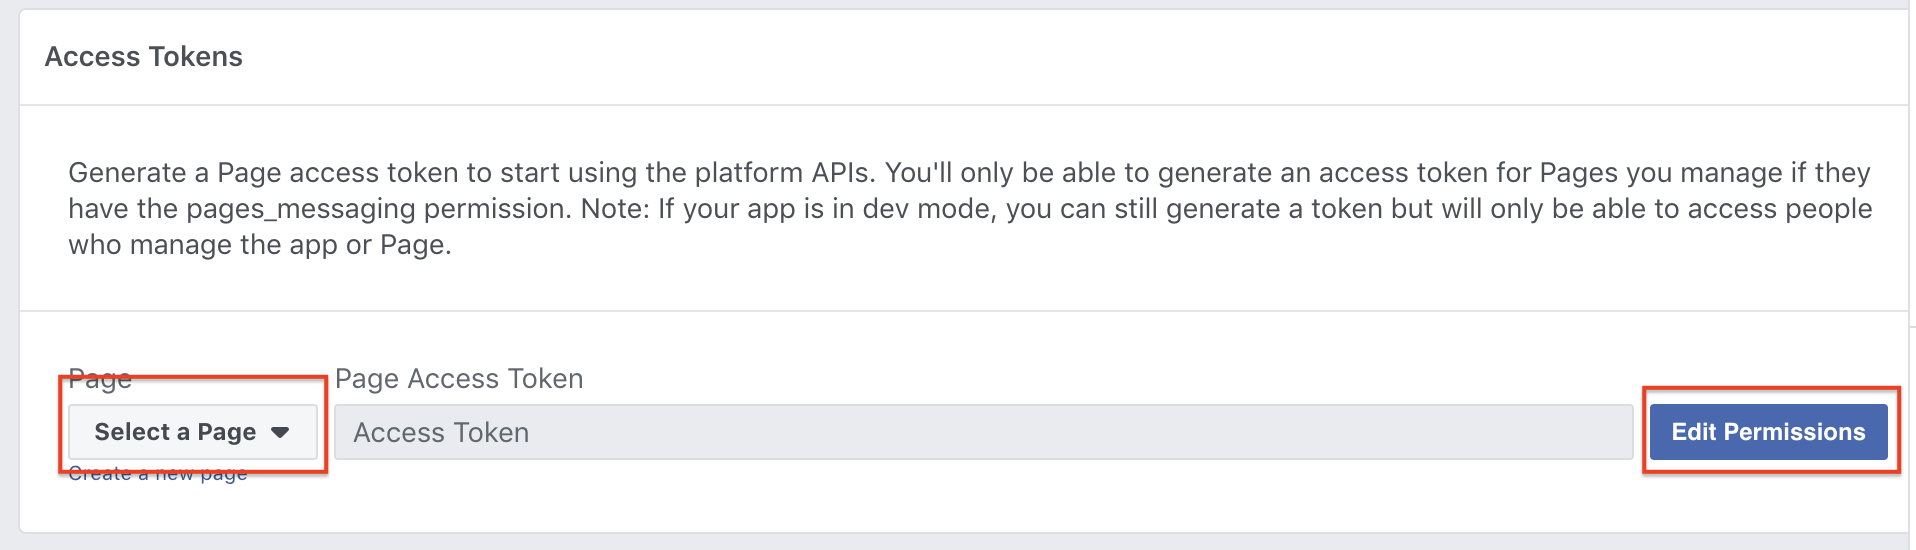 Access Tokens
Generate a Page access token to start using the platform APIs. You'll only be able to generate an access token for Pages you manage if they
have the pages_messaging permission. Note: If your app is in dev mode, you can still generate a token but will only be able to access people
who manage the app or Page.
Page Page Access Token
Select a Page Access Token Edit Permissions
Create a new page